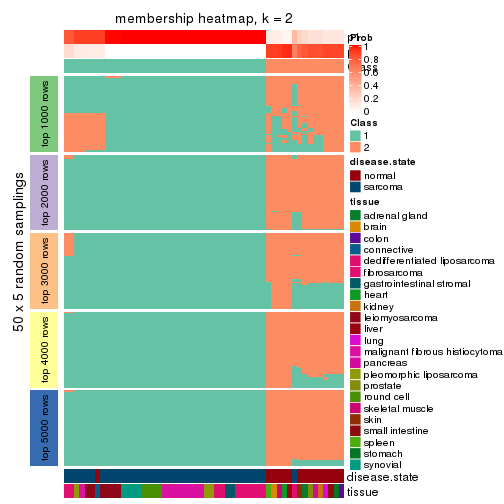 membership heatmap, k = 2
50 x 5 random samplings
top 1000 rows
top 2000 rows
top 3000 rows
top 4000 rows
top 5000 rows
disease.state
tissue
Prob
1
0.8
0.6
0.4
0.2
0
Class
1
2
disease.state
normal
sarcoma
tissue
adrenal gland
brain
colon
connective
dedifferentiated liposarcoma
fibrosarcoma
gastrointestinal stromal
heart
kidney
leiomyosarcoma
liver
lung
malignant fibrous histiocytoma
pancreas
pleomorphic liposarcoma
prostate
round cell
skeletal muscle
skin
small intestine
spleen
stomach
synovial